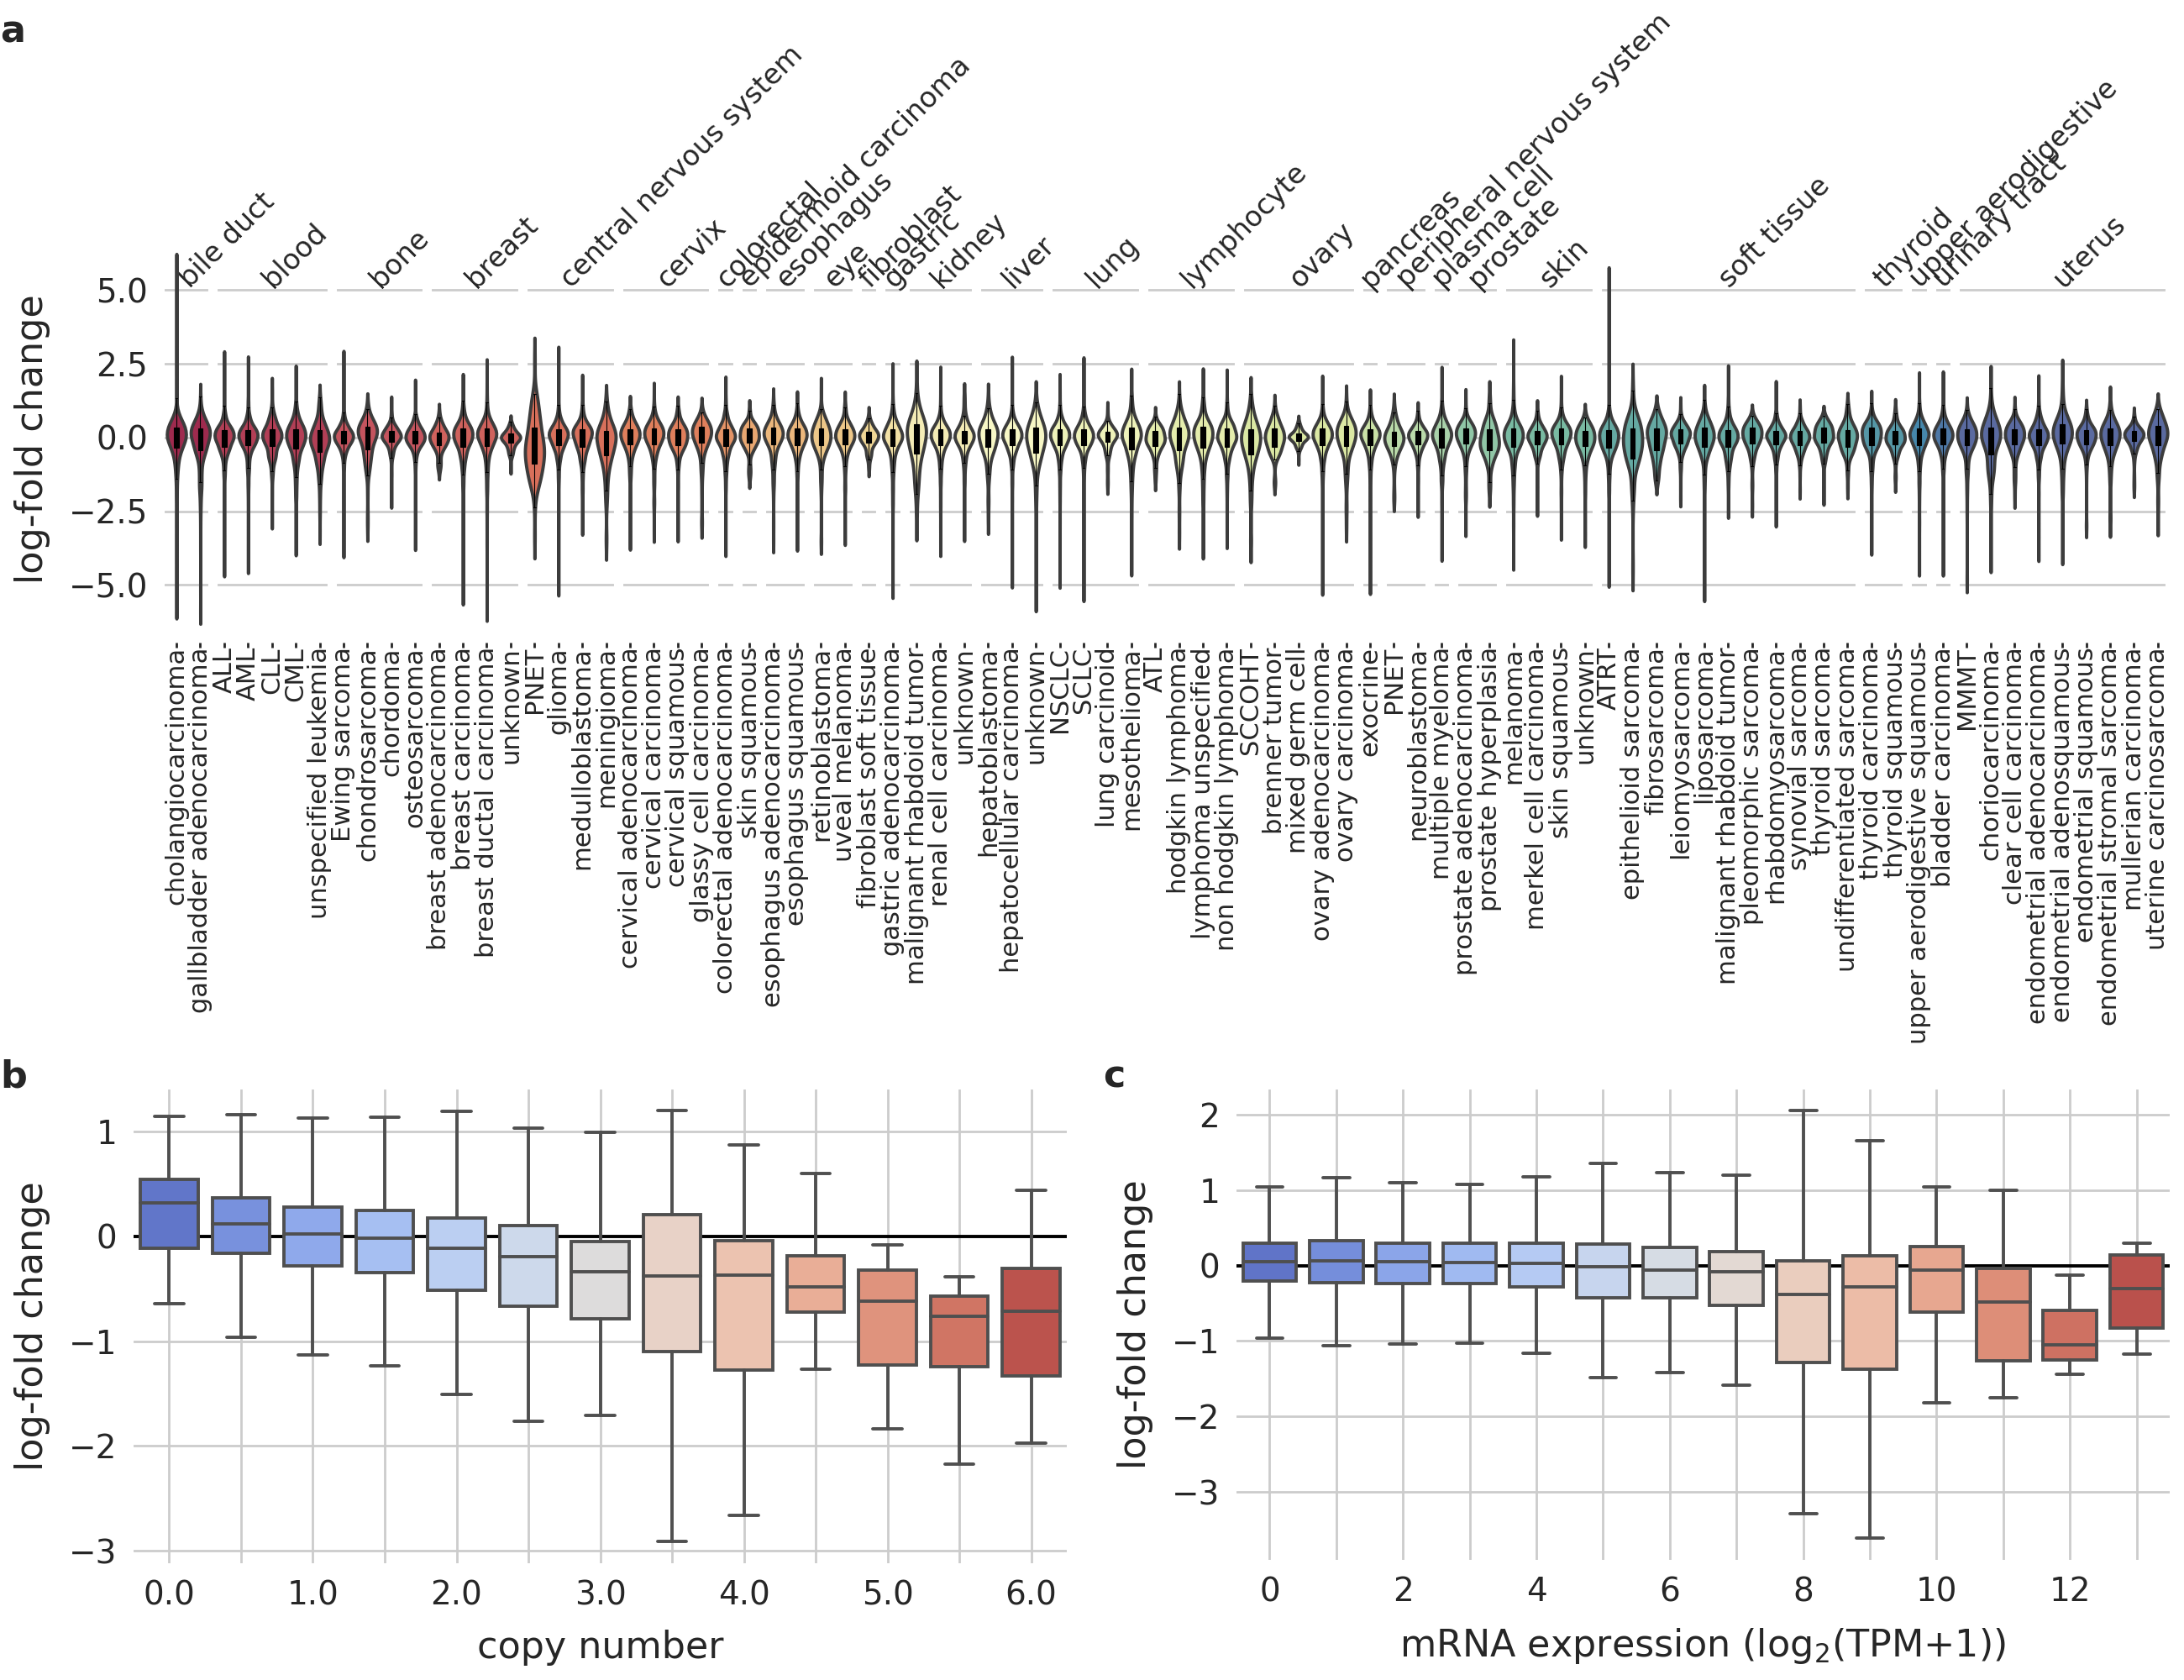 a
bile duct
blood
bone
breast
central nervous system
cervix
colorectal
epidermoid carcinoma
esophagus
eye
fibroblast
gastric
kidney
liver
lung
lymphocyte
ovary
pancreas
peripheral nervous system
plasma cell
prostate
skin
soft tissue
thyroid
upper aerodigestive
urinary tract
uterus
log-fold change
5.0
2.5
0.0
−2.5
−5.0
cholangiocarcinoma
gallbladder adenocarcinoma
ALL
AML
CLL
CML
unspecified leukemia
Ewing sarcoma
chondrosarcoma
chordoma
osteosarcoma
breast adenocarcinoma
breast carcinoma
breast ductal carcinoma
unknown
PNET
glioma
medulloblastoma
meningioma
cervical adenocarcinoma
cervical carcinoma
cervical squamous
glassy cell carcinoma
colorectal adenocarcinoma
skin squamous
esophagus adenocarcinoma
esophagus squamous
retinoblastoma
uveal melanoma
fibroblast soft tissue
gastric adenocarcinoma
malignant rhabdoid tumor
renal cell carcinoma
unknown
hepatoblastoma
hepatocellular carcinoma
unknown
NSCLC
SCLC
lung carcinoid
mesothelioma
ATL
hodgkin lymphoma
lymphoma unspecified
non hodgkin lymphoma
SCCOHT
brenner tumor
mixed germ cell
ovary adenocarcinoma
ovary carcinoma
exocrine
PNET
neuroblastoma
multiple myeloma
prostate adenocarcinoma
prostate hyperplasia
melanoma
merkel cell carcinoma
skin squamous
unknown
ATRT
epithelioid sarcoma
fibrosarcoma
leiomyosarcoma
liposarcoma
malignant rhabdoid tumor
pleomorphic sarcoma
rhabdomyosarcoma
synovial sarcoma
thyroid sarcoma
undifferentiated sarcoma
thyroid carcinoma
thyroid squamous
upper aerodigestive squamous
bladder carcinoma
MMMT
choriocarcinoma
clear cell carcinoma
endometrial adenocarcinoma
endometrial adenosquamous
endometrial squamous
endometrial stromal sarcoma
mullerian carcinoma
uterine carcinosarcoma
b
log-fold change
1
0
−1
−2
−3
0.0 1.0 2.0 3.0 4.0 5.0 6.0
copy number
c
log-fold change
2
1
0
−1
−2
−3
0 2 4 6 8 10 12
mRNA expression (log₂(TPM+1))